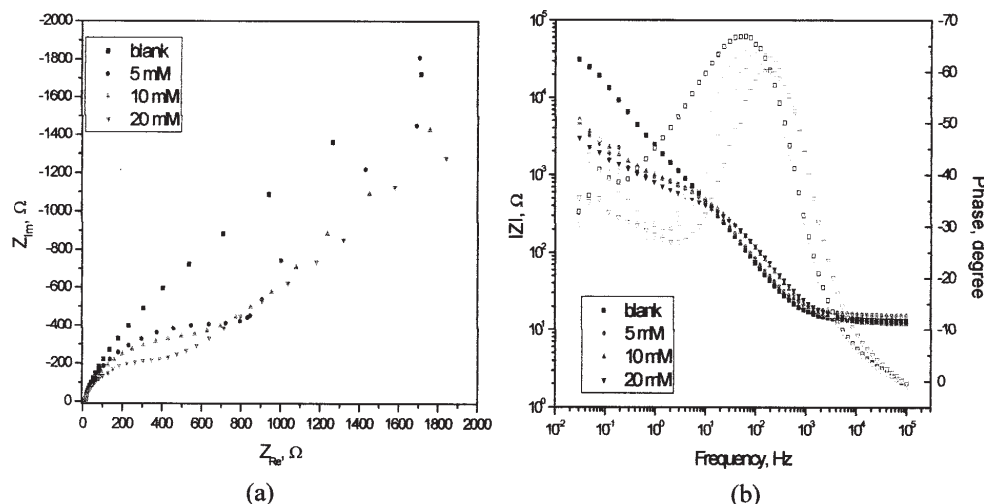 -2000
-1800
-1600
-1400
-1200
-1000
-800
-600
-400
-200
0
Z_Im, Ω
blank
5 mM
10 mM
20 mM
0 200 400 600 800 1000 1200 1400 1600 1800 2000
Z_Re, Ω
(a)
10^5
10^4
10^3
10^2
10^1
10^0
|Z|, Ω
blank
5 mM
10 mM
20 mM
-70
-60
-50
-40
-30
-20
-10
0
Phase, degree
10^-2 10^-1 10^0 10^1 10^2 10^3 10^4 10^5
Frequency, Hz
(b)